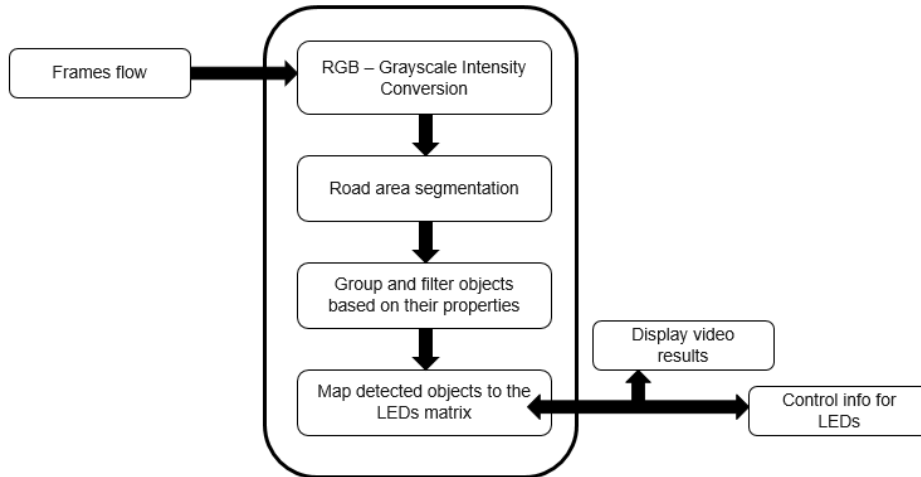 Frames flow
RGB – Grayscale Intensity
Conversion
Road area segmentation
Group and filter objects
based on their properties
Map detected objects to the
LEDs matrix
Display video
results
Control info for
LEDs